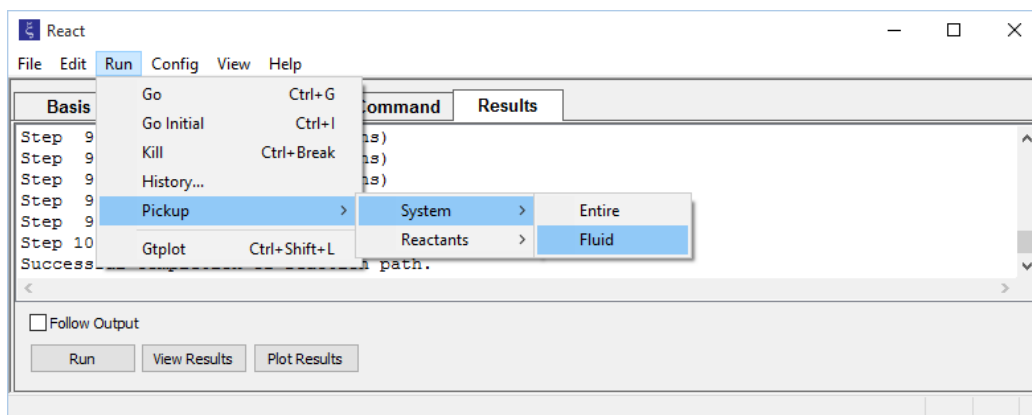 ξ React
File Edit Run Config View Help
Basis Command Results
Go Ctrl+G
Go Initial Ctrl+I
Kill Ctrl+Break
History...
Pickup >
Gtplot Ctrl+Shift+L
System >
Reactants >
Entire
Fluid
Step 9
Step 9
Step 9
Step 9
Step 9
Step 10
path.
Follow Output
Run View Results Plot Results